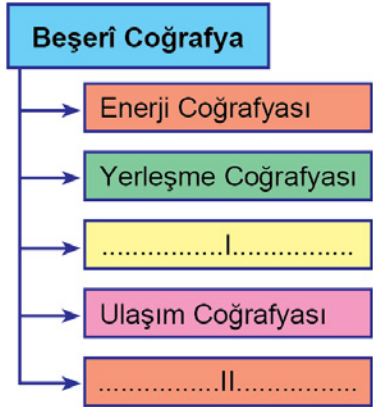 Beşerî Coğrafya
Enerji Coğrafyası
Yerleşme Coğrafyası
................I................
Ulaşım Coğrafyası
................II................